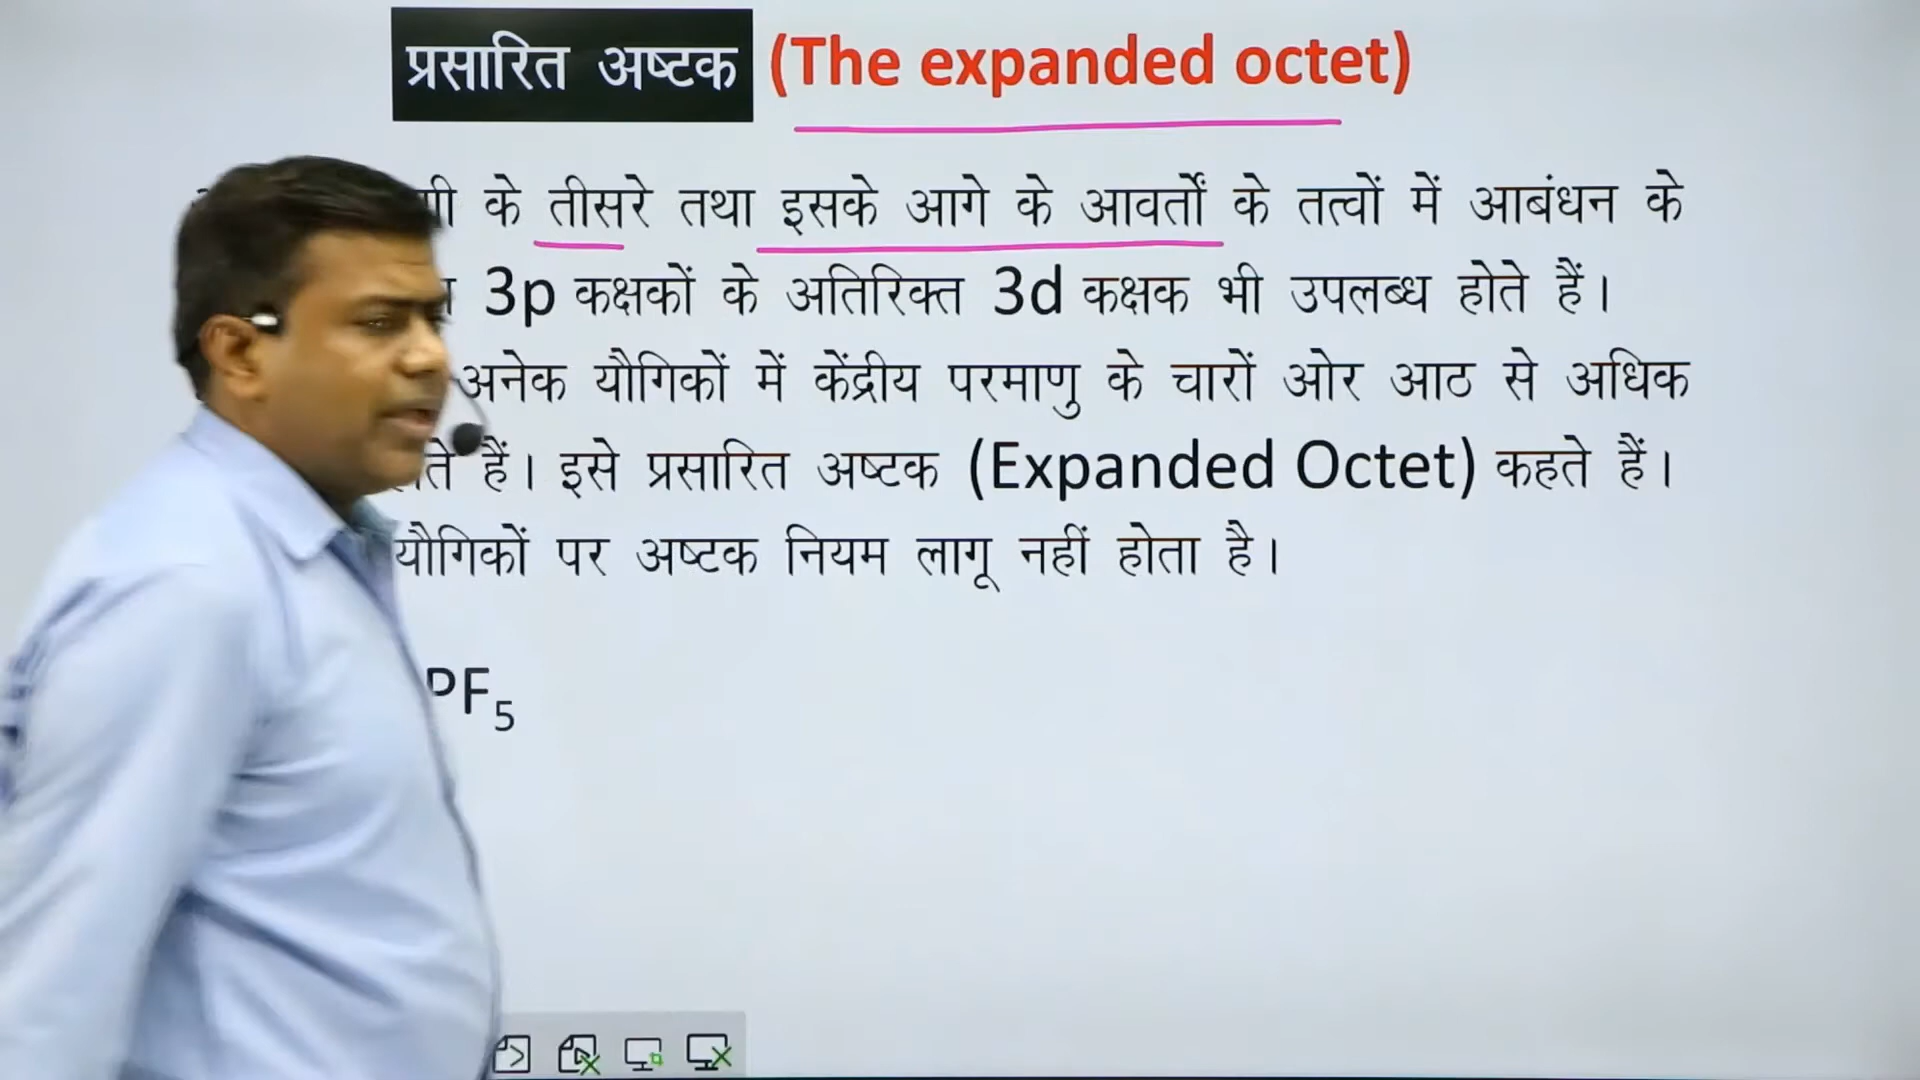 प्रसारित अष्टक (The expanded octet)
के तीसरे तथा इसके आगे के आवर्तों के तत्वों में आबंधन के
3p कक्षकों के अतिरिक्त 3d कक्षक भी उपलब्ध होते हैं।
अनेक यौगिकों में केंद्रीय परमाणु के चारों ओर आठ से अधिक
हैं। इसे प्रसारित अष्टक (Expanded Octet) कहते हैं।
यौगिकों पर अष्टक नियम लागू नहीं होता है।
PF₅